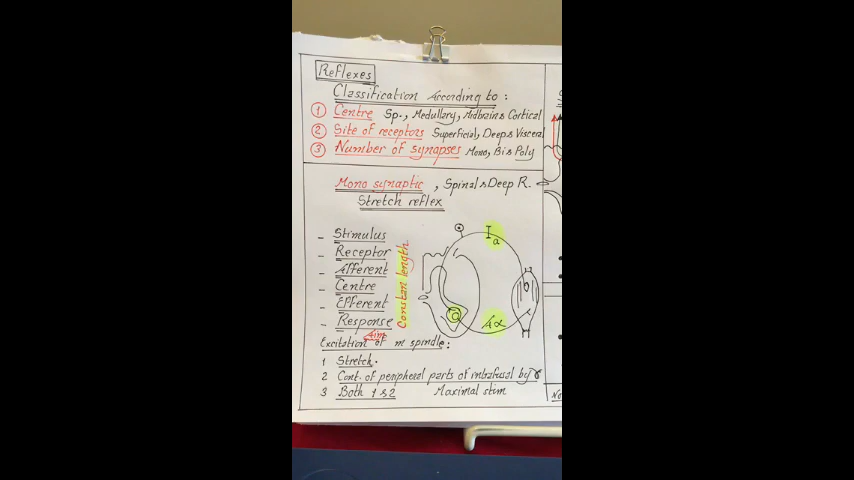 Reflexes
Classification According to :
① Centre Sp., Medullary, Midbrain & Cortical
② Site of receptors Superficial, Deep & Visceral
③ Number of synapses Mono, Bi & Poly
Mono synaptic , Spinal & Deep R.
Stretch reflex
- Stimulus
- Receptor
- Afferent
- Centre
- Efferent
- Response
Aim
Constant length
Ia
Aα
Excitation of m spindle :
1 Stretch.
2 Cont. of peripheral parts of intrafusal by γ
3 Both 1 & 2 Maximal stim